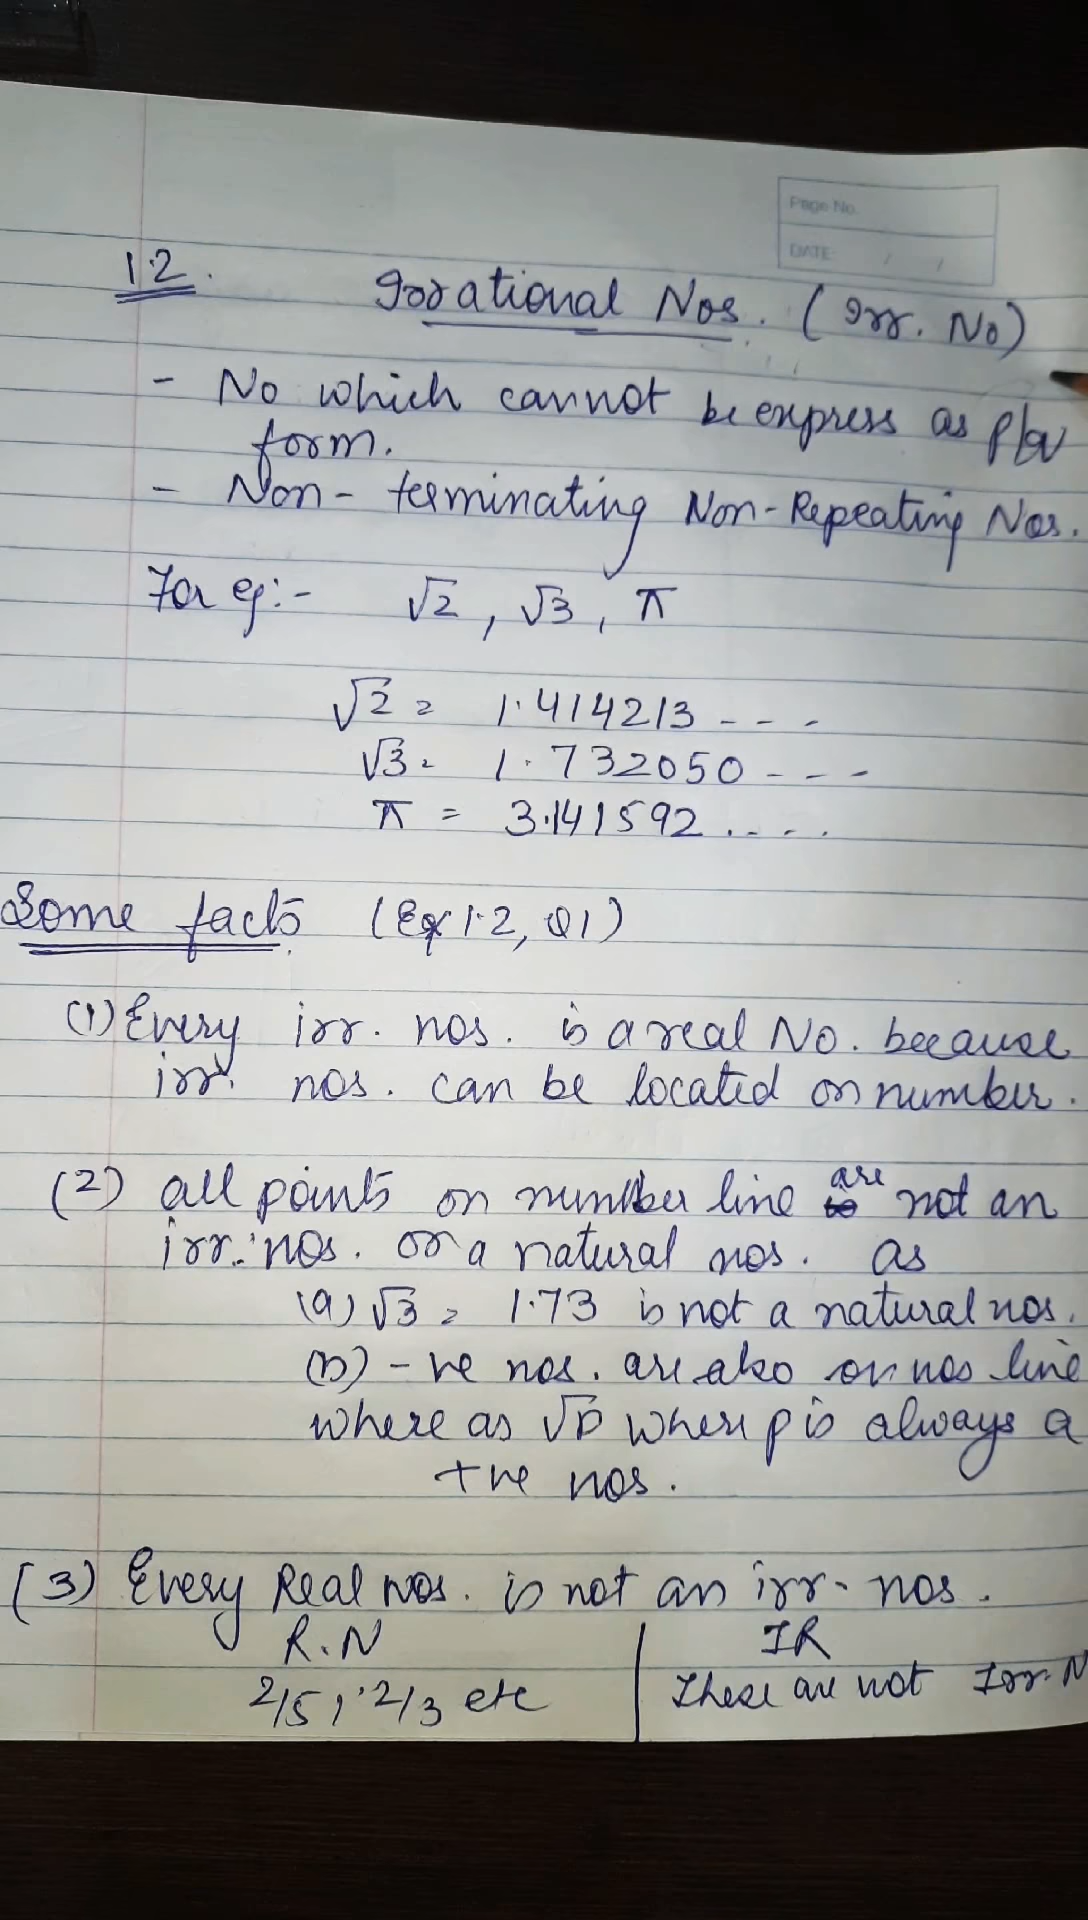 Page No.
DATE: / /
1.2.
Irrational Nos. (Irr. No)
- No which cannot be express as p/q
form.
- Non-terminating Non-Repeating Nos.
For eg:- √2, √3, π
√2 = 1.414213 - - -
√3 = 1.732050 - - -
π = 3.141592 ....
Some facts (Ex 1.2, Q1)
(1) Every irr. nos. is a real No. because
irr. nos. can be located on number.
(2) all points on number line are not an
irr. nos. or a natural nos. as
(a) √3 = 1.73 is not a natural nos.
(b) -ve nos. are also on nos line
where as √p where p is always a
+ve nos.
(3) Every Real nos. is not an irr. nos.
R.N | IR
2/5, 2/3 etc | These are not Irr. N